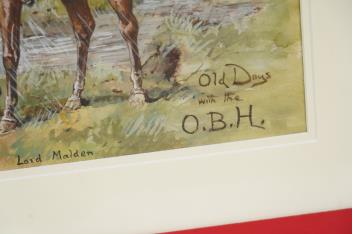 Old Days
with the
O.B.H.
Lord Malden